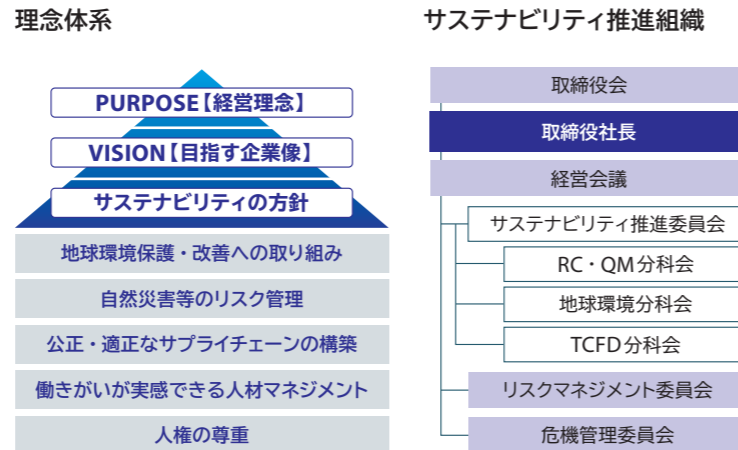 理念体系
PURPOSE【経営理念】
VISION【目指す企業像】
サステナビリティの方針
地球環境保護・改善への取り組み
自然災害等のリスク管理
公正・適正なサプライチェーンの構築
働きがいが実感できる人材マネジメント
人権の尊重
サステナビリティ推進組織
取締役会
取締役社長
経営会議
サステナビリティ推進委員会
RC・QM分科会
地球環境分科会
TCFD分科会
リスクマネジメント委員会
危機管理委員会